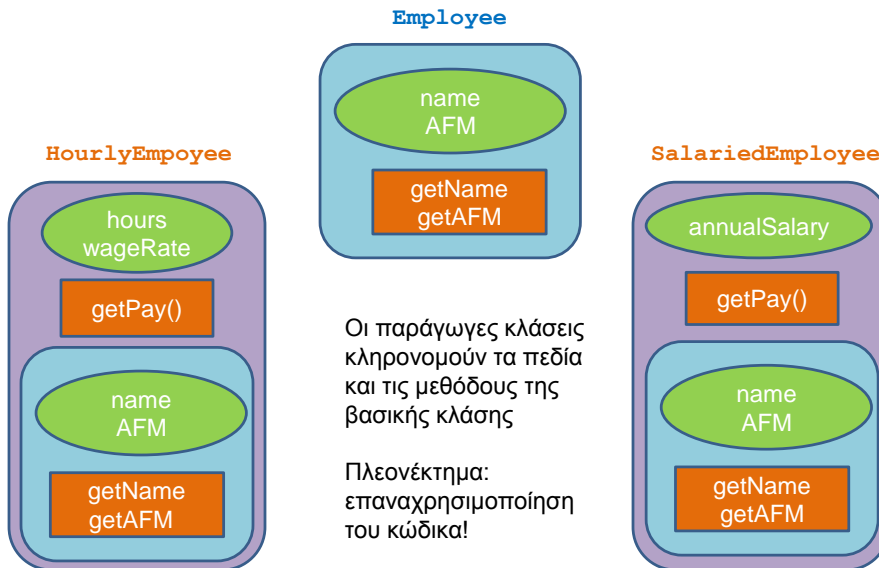 Employee
name
AFM
getName
getAFM
HourlyEmpoyee
hours
wageRate
getPay()
name
AFM
getName
getAFM
Οι παράγωγες κλάσεις
κληρονομούν τα πεδία
και τις μεθόδους της
βασικής κλάσης
Πλεονέκτημα:
επαναχρησιμοποίηση
του κώδικα!
SalariedEmployee
annualSalary
getPay()
name
AFM
getName
getAFM